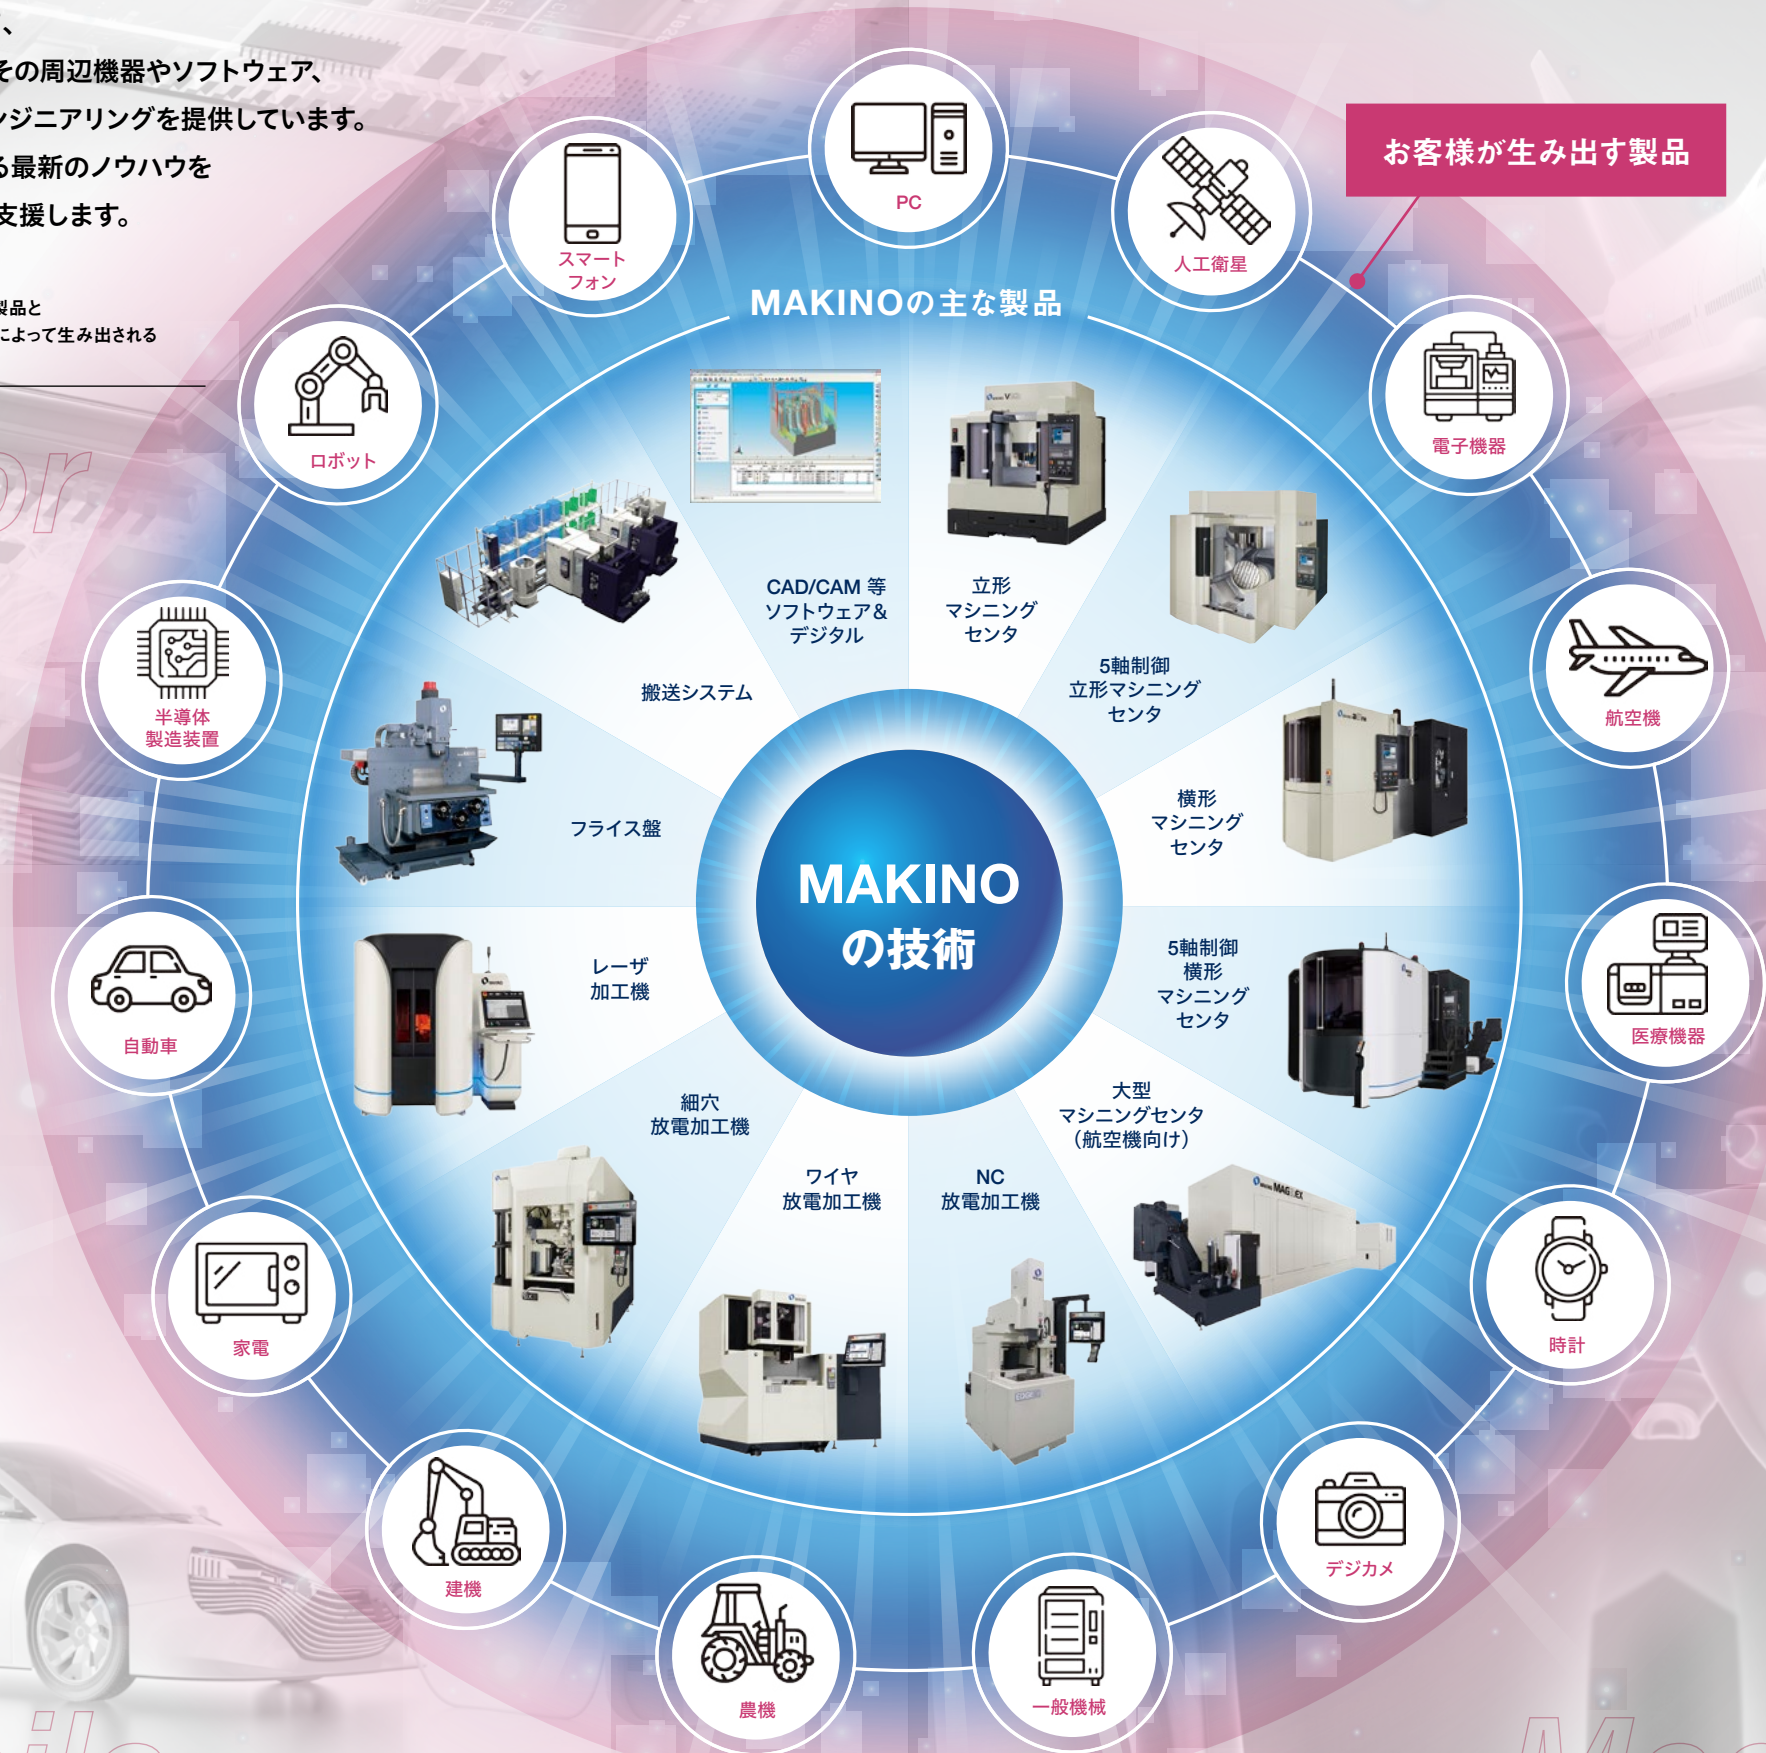 、
その周辺機器やソフトウェア、
ンジニアリングを提供しています。
る最新のノウハウを
支援します。
製品と
によって生み出される
お客様が生み出す製品
PC
人工衛星
電子機器
航空機
医療機器
時計
デジカメ
一般機械
農機
建機
家電
自動車
半導体
製造装置
ロボット
スマート
フォン
MAKINOの主な製品
CAD/CAM 等
ソフトウェア&
デジタル
立形
マシニング
センタ
5軸制御
立形マシニング
センタ
横形
マシニング
センタ
5軸制御
横形
マシニング
センタ
大型
マシニングセンタ
(航空機向け)
NC
放電加工機
ワイヤ
放電加工機
細穴
放電加工機
レーザ
加工機
フライス盤
搬送システム
MAKINO
の技術
or